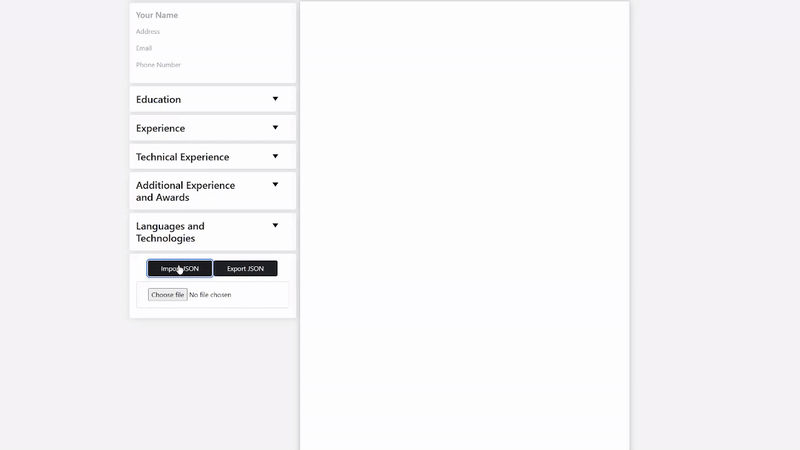 Your Name
Address
Email
Phone Number
Education
Experience
Technical Experience
Additional Experience
and Awards
Languages and
Technologies
Import JSON
Export JSON
Choose file No file chosen